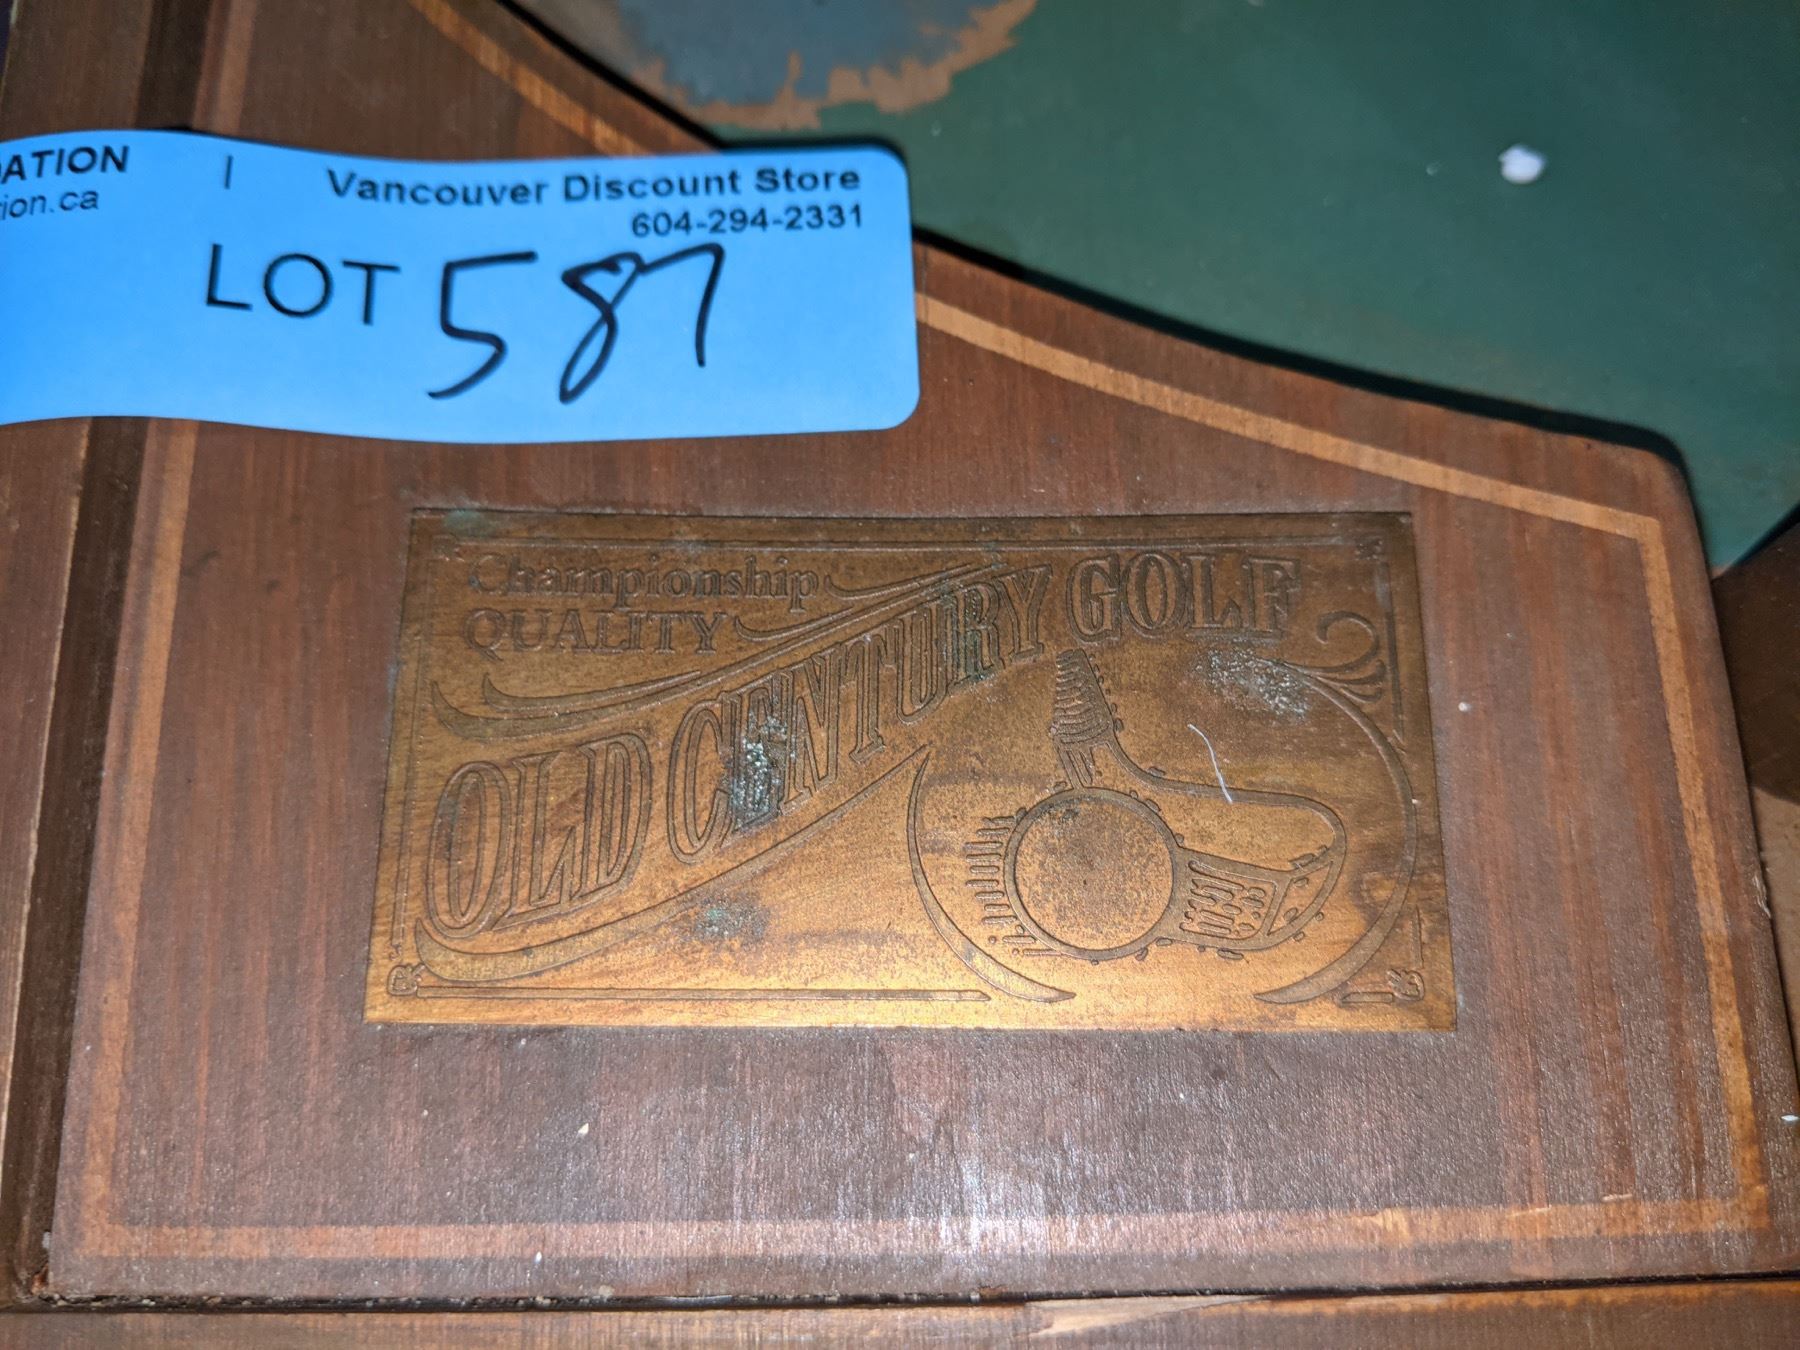 ATION | Vancouver Discount Store
ion.ca 604-294-2331
LOT 587
Championship
QUALITY
OLD CENTURY GOLF